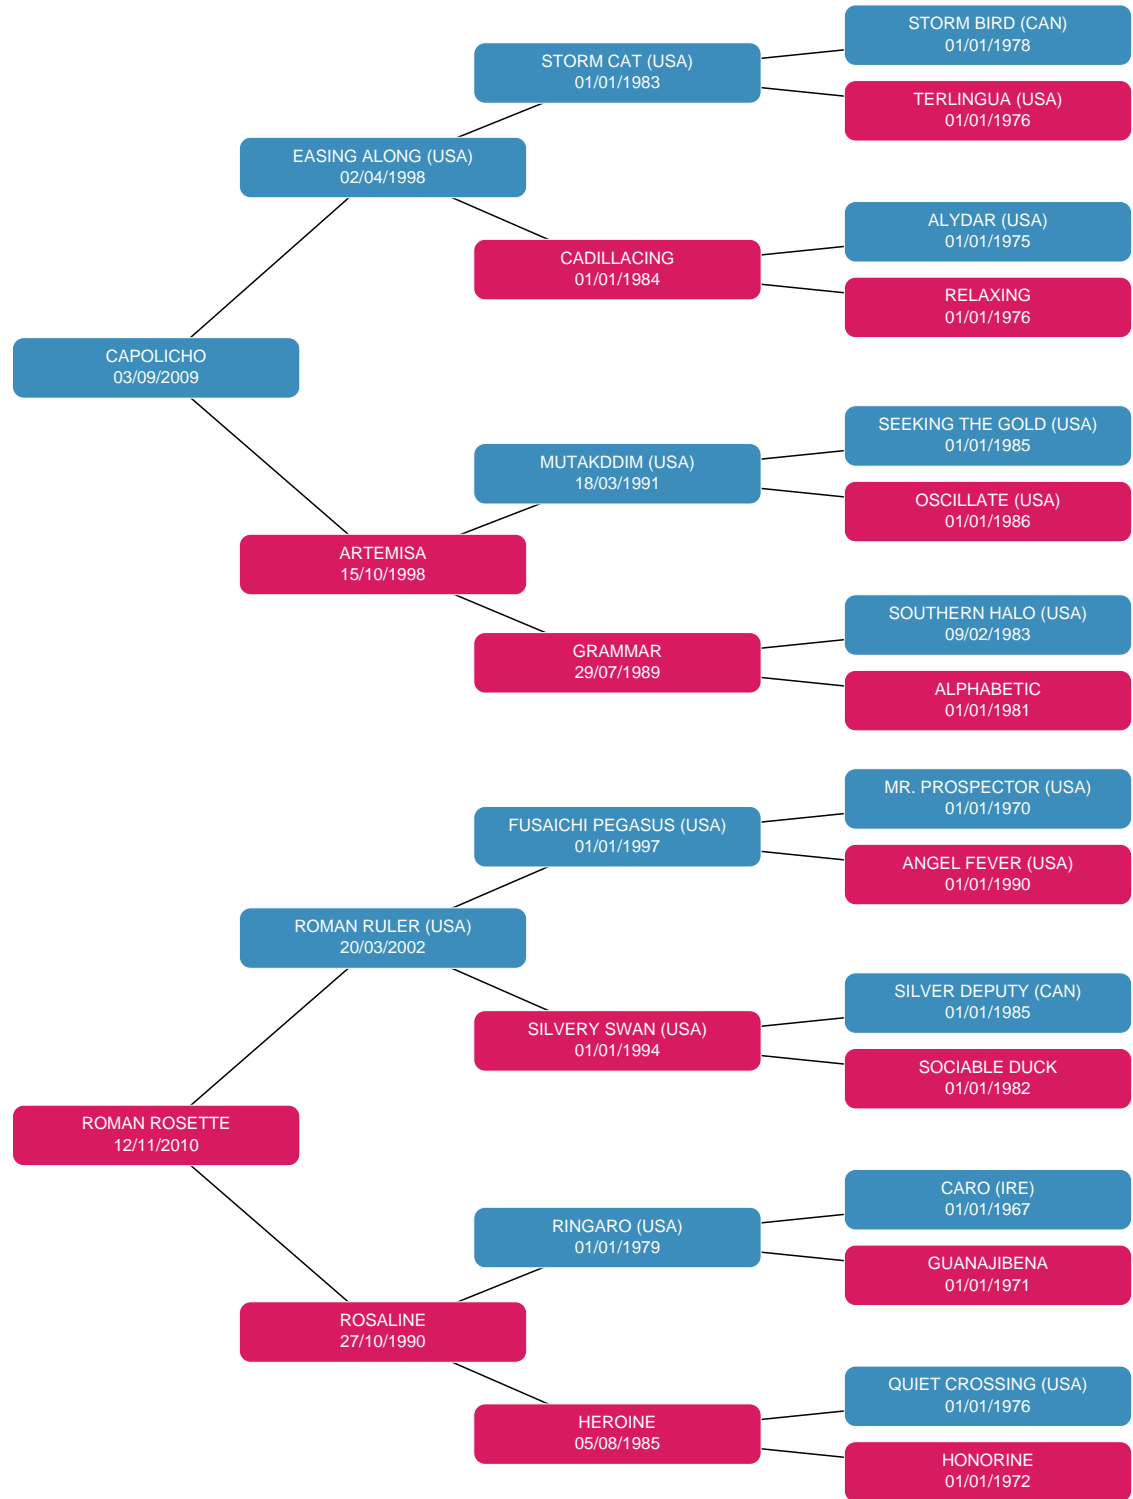 STORM BIRD (CAN)
01/01/1978
STORM CAT (USA)
01/01/1983
TERLINGUA (USA)
01/01/1976
EASING ALONG (USA)
02/04/1998
ALYDAR (USA)
01/01/1975
CADILLACING
01/01/1984
RELAXING
01/01/1976
CAPOLICHO
03/09/2009
SEEKING THE GOLD (USA)
01/01/1985
MUTAKDDIM (USA)
18/03/1991
OSCILLATE (USA)
01/01/1986
ARTEMISA
15/10/1998
SOUTHERN HALO (USA)
09/02/1983
GRAMMAR
29/07/1989
ALPHABETIC
01/01/1981
MR. PROSPECTOR (USA)
01/01/1970
FUSAICHI PEGASUS (USA)
01/01/1997
ANGEL FEVER (USA)
01/01/1990
ROMAN RULER (USA)
20/03/2002
SILVER DEPUTY (CAN)
01/01/1985
SILVERY SWAN (USA)
01/01/1994
SOCIABLE DUCK
01/01/1982
ROMAN ROSETTE
12/11/2010
CARO (IRE)
01/01/1967
RINGARO (USA)
01/01/1979
GUANAJIBENA
01/01/1971
ROSALINE
27/10/1990
QUIET CROSSING (USA)
01/01/1976
HEROINE
05/08/1985
HONORINE
01/01/1972